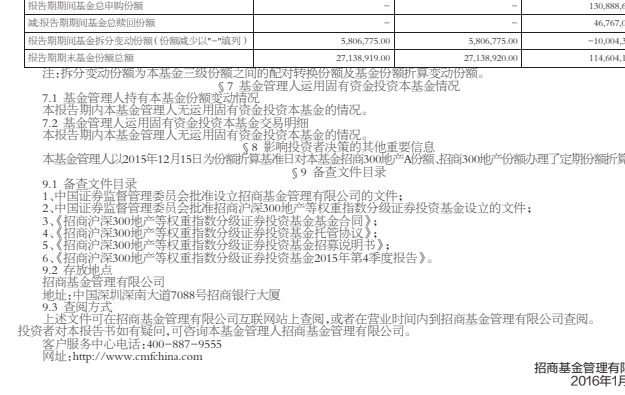 报告期期间基金总申购份额 - - 130,888,6
减:报告期期间基金总赎回份额 - - 46,767,0
报告期期间基金拆分变动份额（份额减少以"-"填列） 5,806,775.00 5,806,775.00 -10,004,3
报告期期末基金份额总额 27,138,919.00 27,138,920.00 114,604,1
注:拆分变动份额为本基金三级份额之间的配对转换份额及基金份额折算变动份额。
§7 基金管理人运用固有资金投资本基金情况
7.1 基金管理人持有本基金份额变动情况
本报告期内本基金管理人无运用固有资金投资本基金的情况。
7.2 基金管理人运用固有资金投资本基金交易明细
本报告期内本基金管理人无运用固有资金投资本基金的情况。
§8 影响投资者决策的其他重要信息
本基金管理人以2015年12月15日为份额折算基准日对本基金招商300地产A份额、招商300地产份额办理了定期份额折算
§9 备查文件目录
9.1 备查文件目录
1、中国证券监督管理委员会批准设立招商基金管理有限公司的文件;
2、中国证券监督管理委员会批准招商沪深300地产等权重指数分级证券投资基金设立的文件;
3、《招商沪深300地产等权重指数分级证券投资基金基金合同》;
4、《招商沪深300地产等权重指数分级证券投资基金托管协议》;
5、《招商沪深300地产等权重指数分级证券投资基金招募说明书》;
6、《招商沪深300地产等权重指数分级证券投资基金2015年第4季度报告》。
9.2 存放地点
招商基金管理有限公司
地址:中国深圳深南大道7088号招商银行大厦
9.3 查阅方式
上述文件可在招商基金管理有限公司互联网站上查阅,或者在营业时间内到招商基金管理有限公司查阅。
投资者对本报告书如有疑问,可咨询本基金管理人招商基金管理有限公司。
客户服务中心电话:400-887-9555
网址:http://www.cmfchina.com
招商基金管理有限
2016年1月